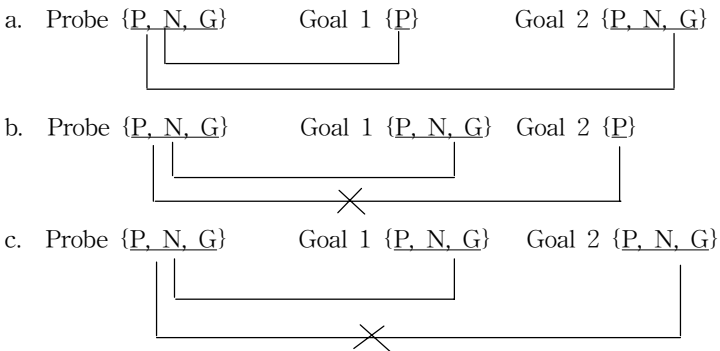 a. Probe {P, N, G} Goal 1 {P} Goal 2 {P, N, G}
b. Probe {P, N, G} Goal 1 {P, N, G} Goal 2 {P}
c. Probe {P, N, G} Goal 1 {P, N, G} Goal 2 {P, N, G}